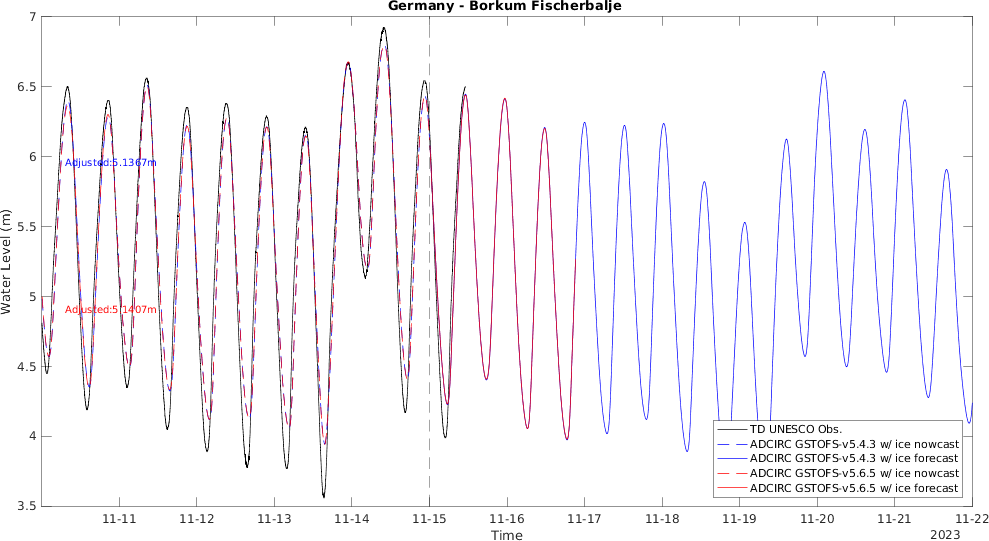 Germany - Borkum Fischerbalje
Water Level (m)
7
6.5
6
5.5
5
4.5
4
3.5
Adjusted:5.1367m
Adjusted:5.1407m
TD UNESCO Obs.
ADCIRC GSTOFS-v5.4.3 w/ ice nowcast
ADCIRC GSTOFS-v5.4.3 w/ ice forecast
ADCIRC GSTOFS-v5.6.5 w/ ice nowcast
ADCIRC GSTOFS-v5.6.5 w/ ice forecast
11-11 11-12 11-13 11-14 11-15 11-16 11-17 11-18 11-19 11-20 11-21 11-22
Time
2023